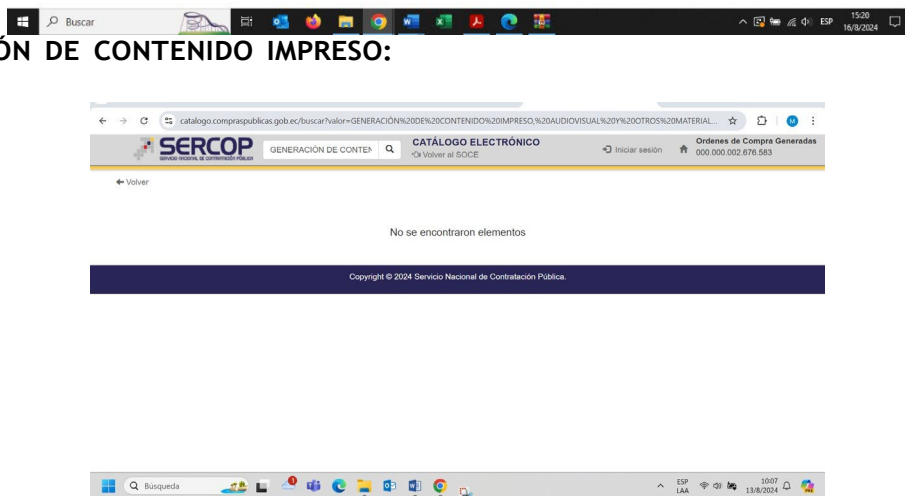 Buscar
ESP
15:20
16/8/2024
ÓN DE CONTENIDO IMPRESO:
catalogo.compraspublicas.gob.ec/buscar?valor=GENERACIÓN%20DE%20CONTENIDO%20IMPRESO,%20AUDIOVISUAL%20Y%20OTROS%20MATERIAL...
M
SERCOP
SERVICIO NACIONAL DE CONTRATACIÓN PÚBLICA
GENERACIÓN DE CONTEN
CATÁLOGO ELECTRÓNICO
Volver al SOCE
Iniciar sesión
Ordenes de Compra Generadas
000.000.002.676.583
Volver
No se encontraron elementos
Copyright © 2024 Servicio Nacional de Contratación Pública.
Búsqueda
ESP
LAA
10:07
13/8/2024